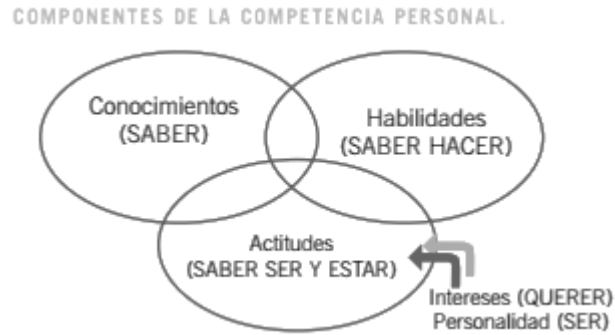 COMPONENTES DE LA COMPETENCIA PERSONAL.
Conocimientos
(SABER)
Habilidades
(SABER HACER)
Actitudes
(SABER SER Y ESTAR)
Intereses (QUERER)
Personalidad (SER)